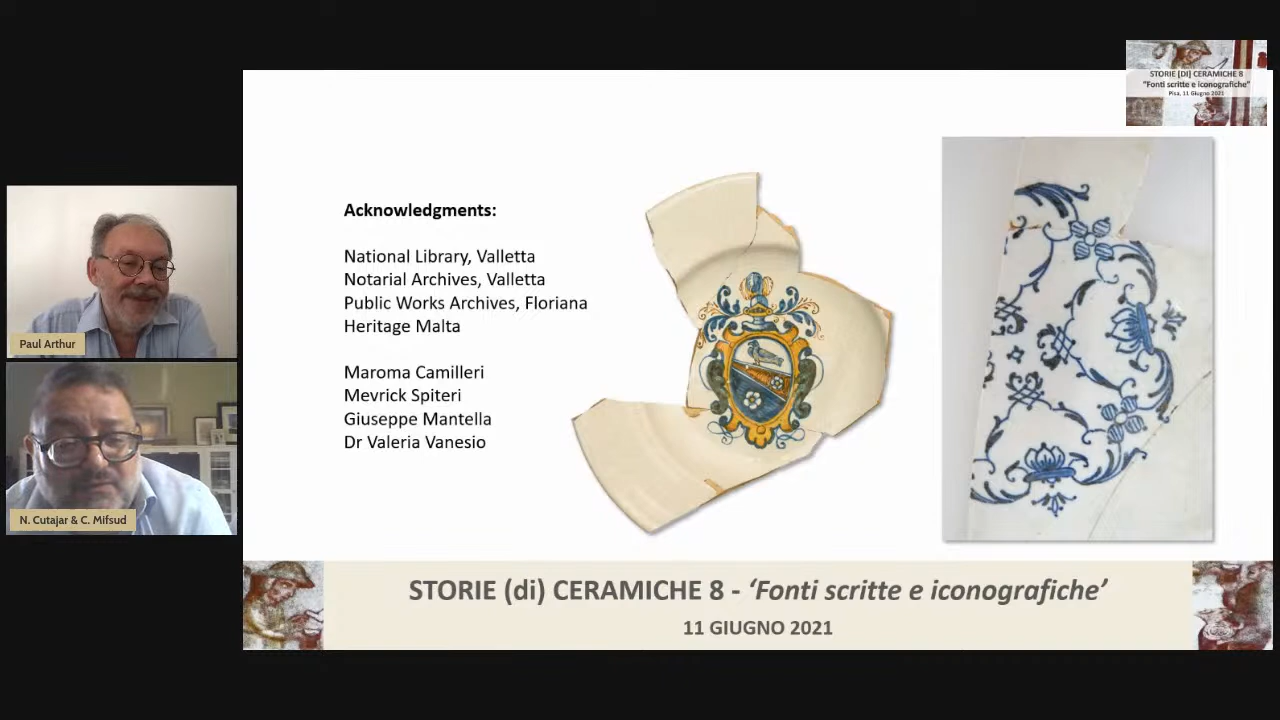 STORIE [DI] CERAMICHE 8
"Fonti scritte e iconografiche"
Pisa, 11 Giugno 2021
Acknowledgments:
National Library, Valletta
Notarial Archives, Valletta
Public Works Archives, Floriana
Heritage Malta
Maroma Camilleri
Mevrick Spiteri
Giuseppe Mantella
Dr Valeria Vanesio
Paul Arthur
N. Cutajar & C. Mifsud
STORIE (di) CERAMICHE 8 - ‘Fonti scritte e iconografiche’
11 GIUGNO 2021